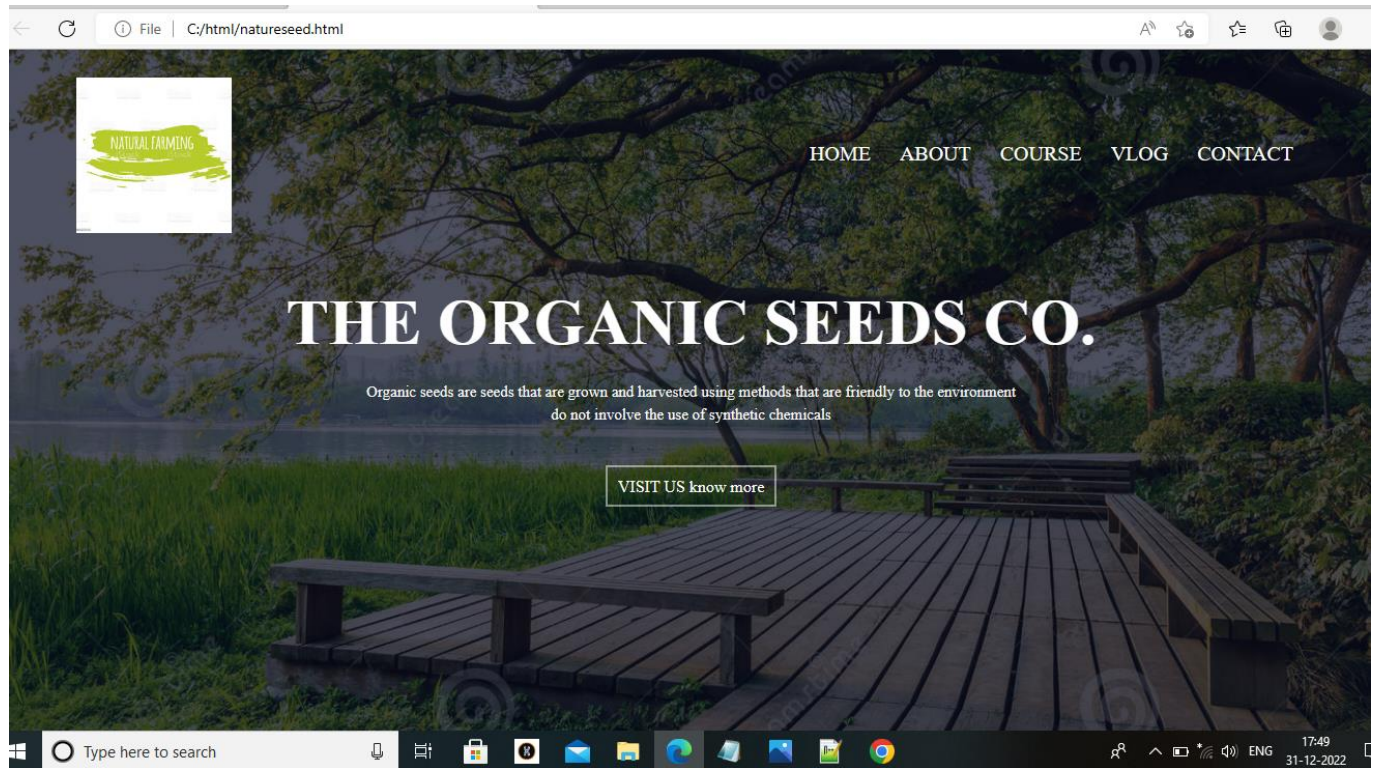 File | C:/html/natureseed.html
NATURAL FARMING
HOME ABOUT COURSE VLOG CONTACT
THE ORGANIC SEEDS CO.
Organic seeds are seeds that are grown and harvested using methods that are friendly to the environment
do not involve the use of synthetic chemicals
VISIT US know more
Type here to search
ENG
17:49
31-12-2022